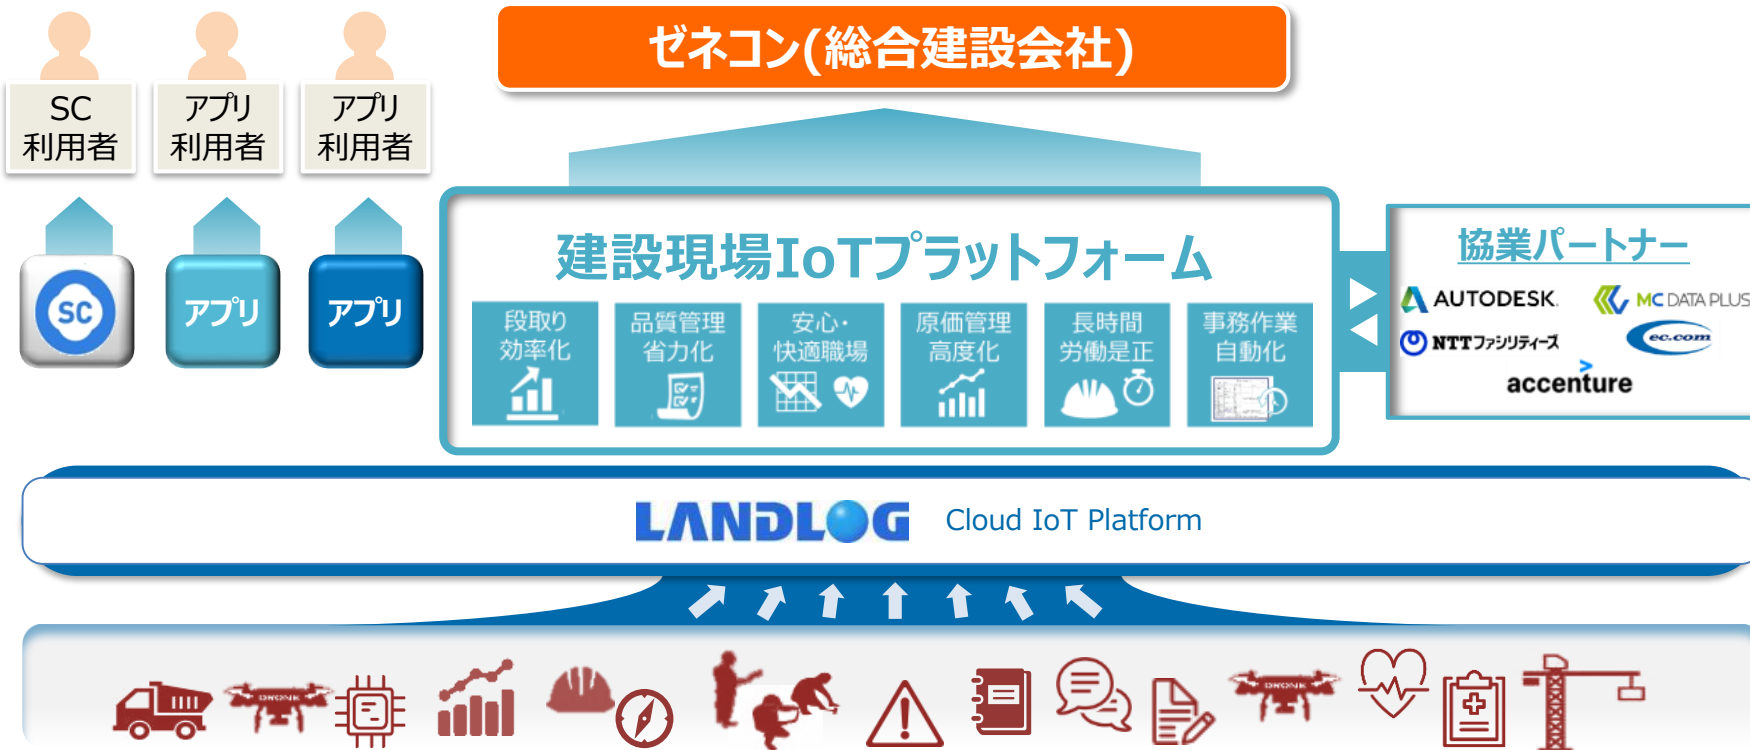 ゼネコン(総合建設会社)
SC
利用者
アプリ
利用者
アプリ
利用者
SC
アプリ
アプリ
建設現場IoTプラットフォーム
段取り
効率化
品質管理
省力化
安心・
快適職場
原価管理
高度化
長時間
労働是正
事務作業
自動化
協業パートナー
AUTODESK.
MC DATA PLUS
NTTファシリティーズ
ec.com
accenture
LANDLOG
Cloud IoT Platform
DRONE
DRONE